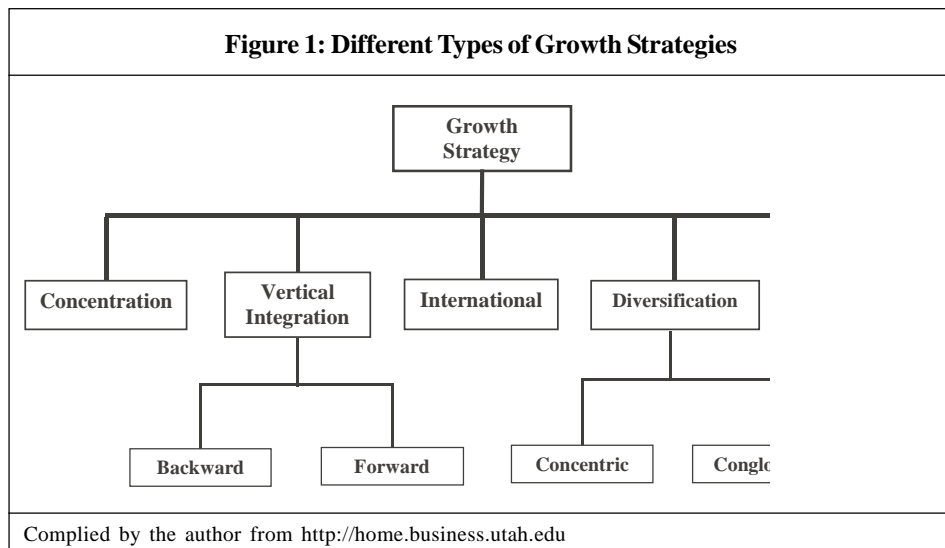 Figure 1: Different Types of Growth Strategies
Growth
Strategy
Concentration
Vertical
Integration
International
Diversification
Backward
Forward
Concentric
Conglo
Complied by the author from http://home.business.utah.edu